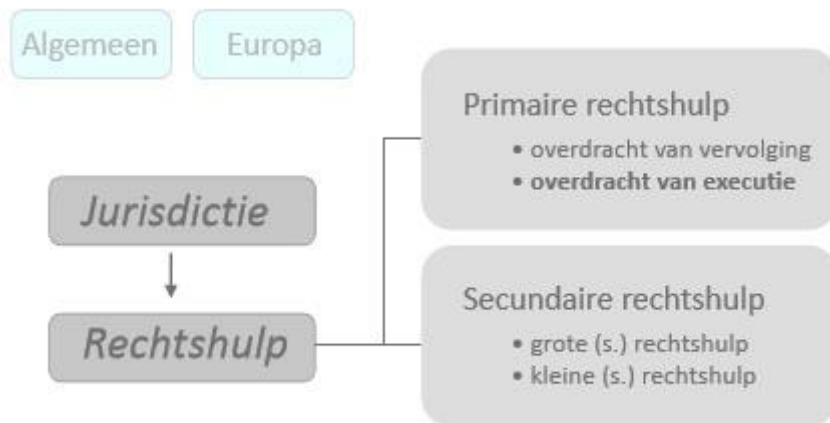 Algemeen
Europa
Primaire rechtshulp
• overdracht van vervolging
• overdracht van executie
Jurisdictie
Secundaire rechtshulp
• grote (s.) rechtshulp
• kleine (s.) rechtshulp
Rechtshulp